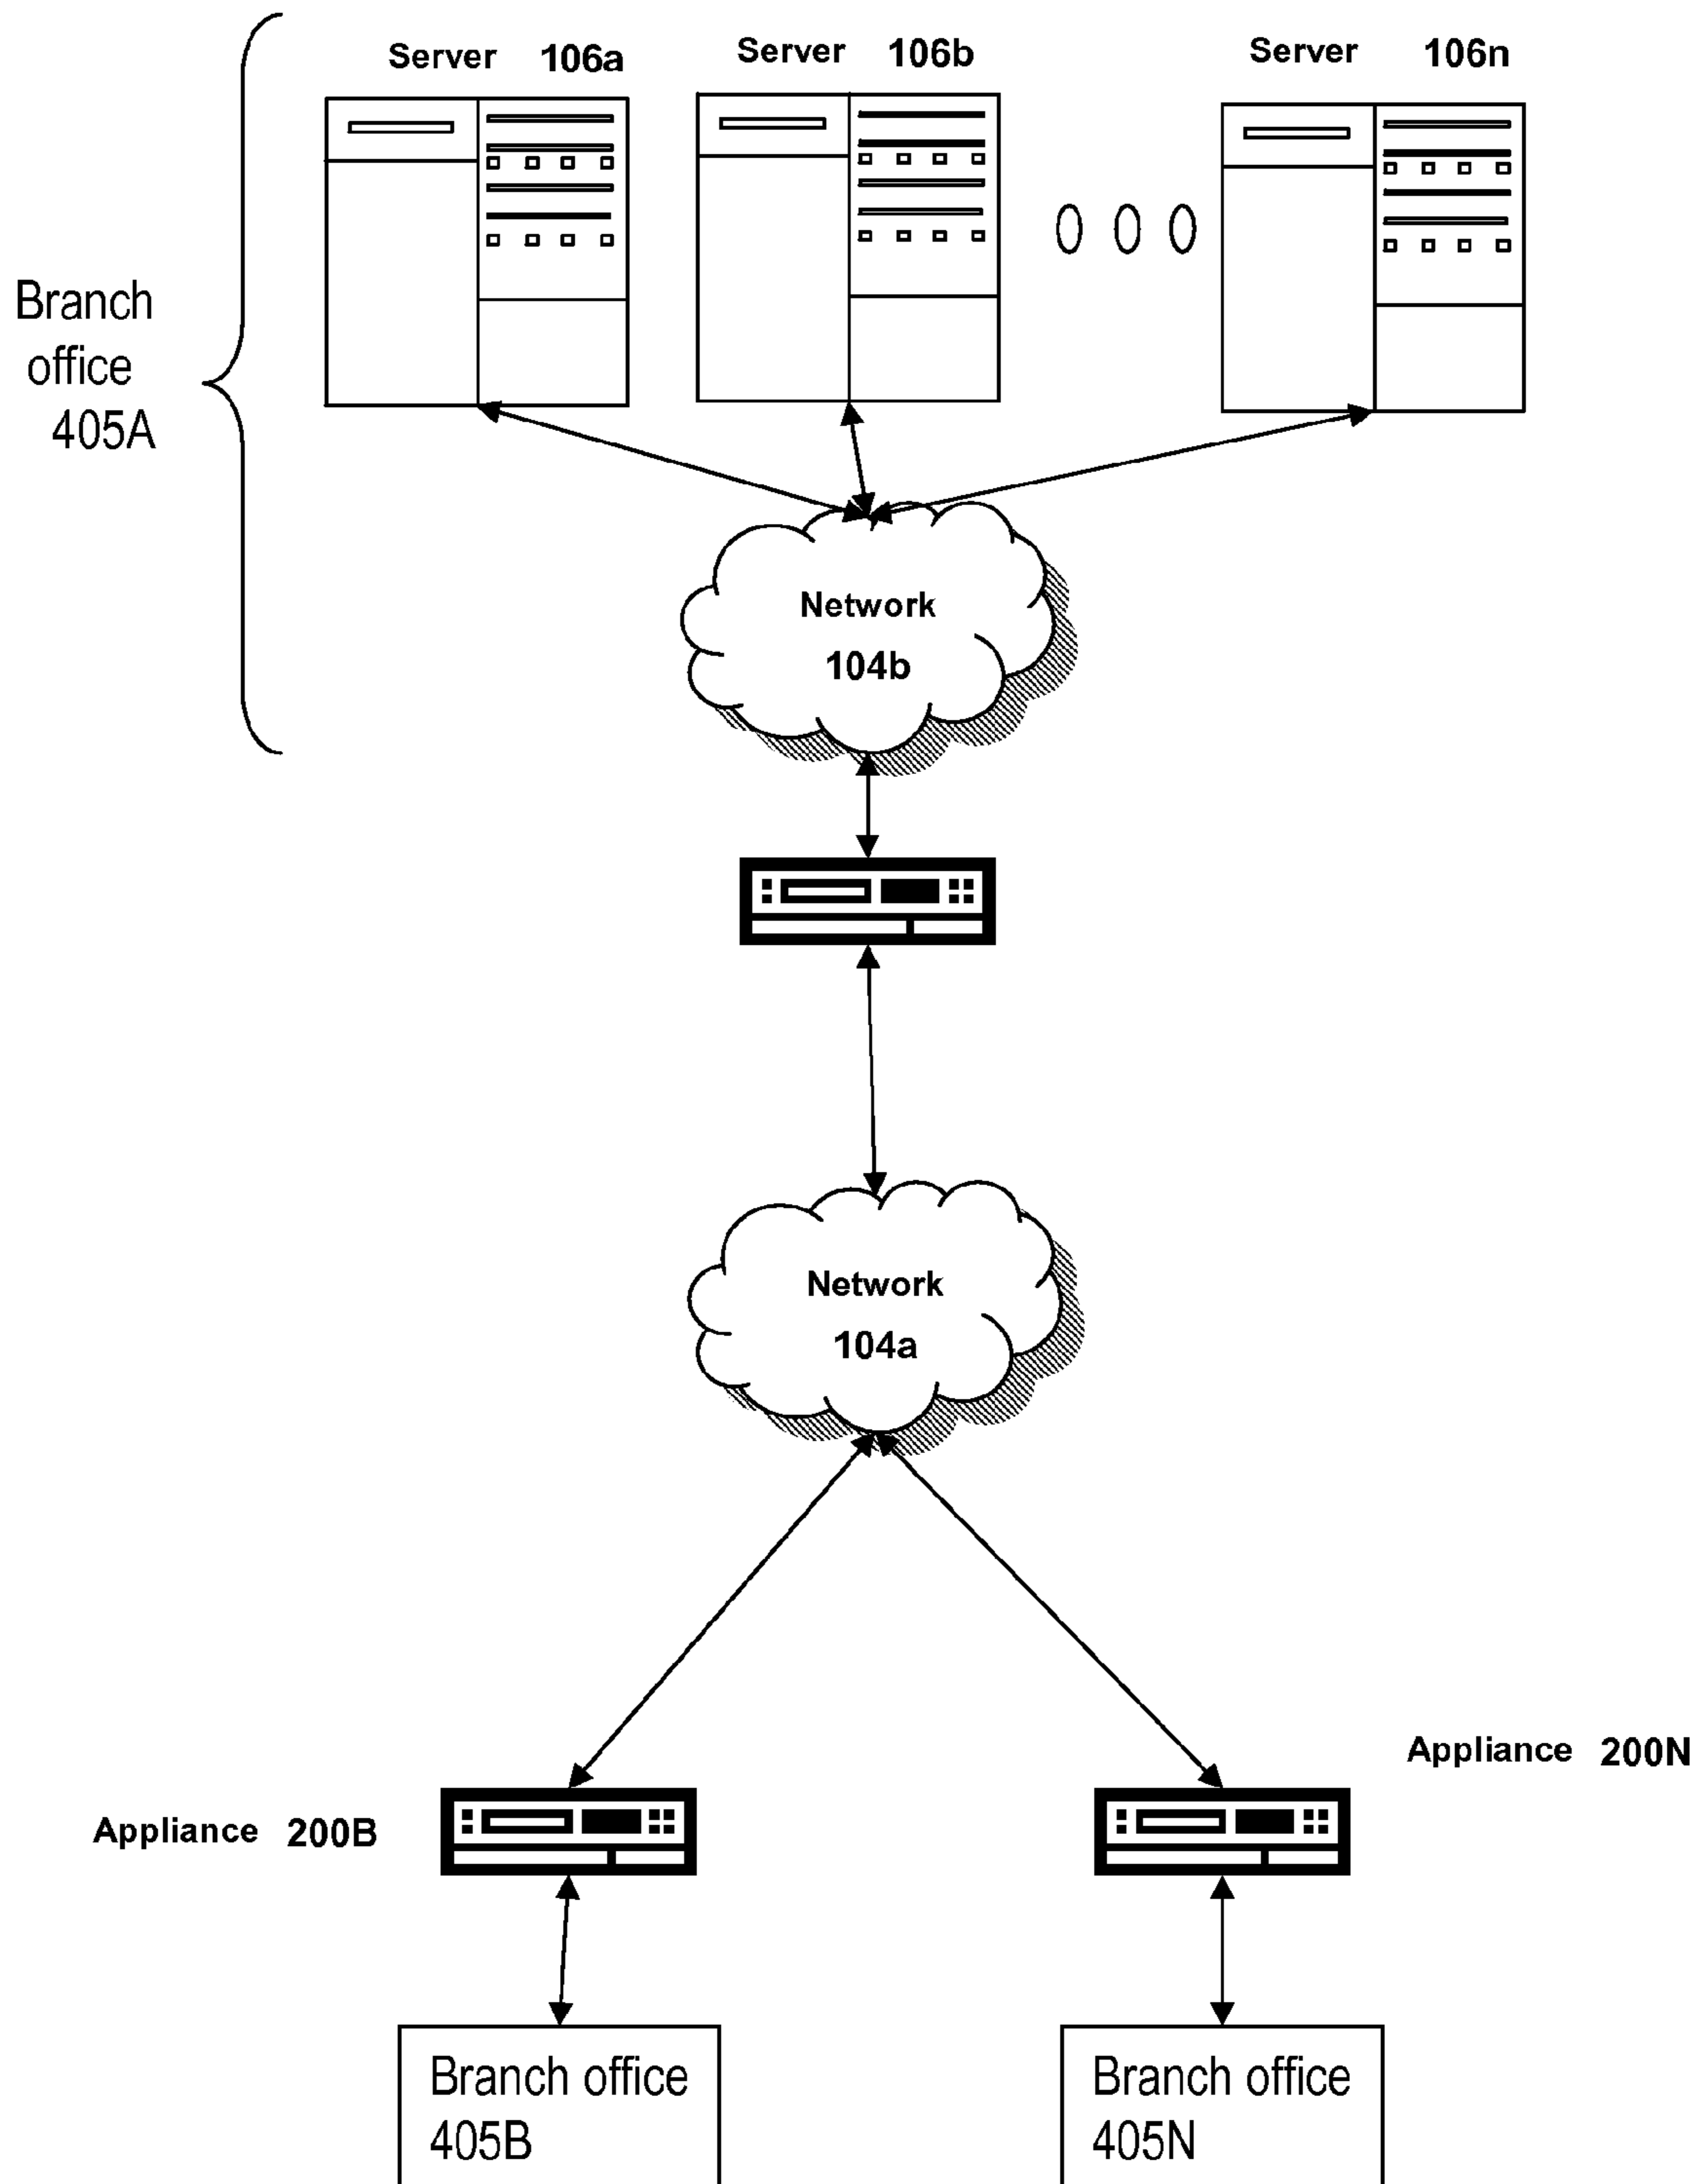 Server 106a
Server 106b
Server 106n
Branch
office
405A
Network
104b
Network
104a
Appliance 200N
Appliance 200B
Branch office
405B
Branch office
405N